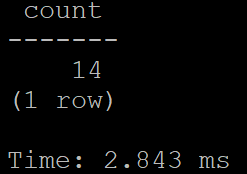 count
-------
14
(1 row)
Time: 2.843 ms